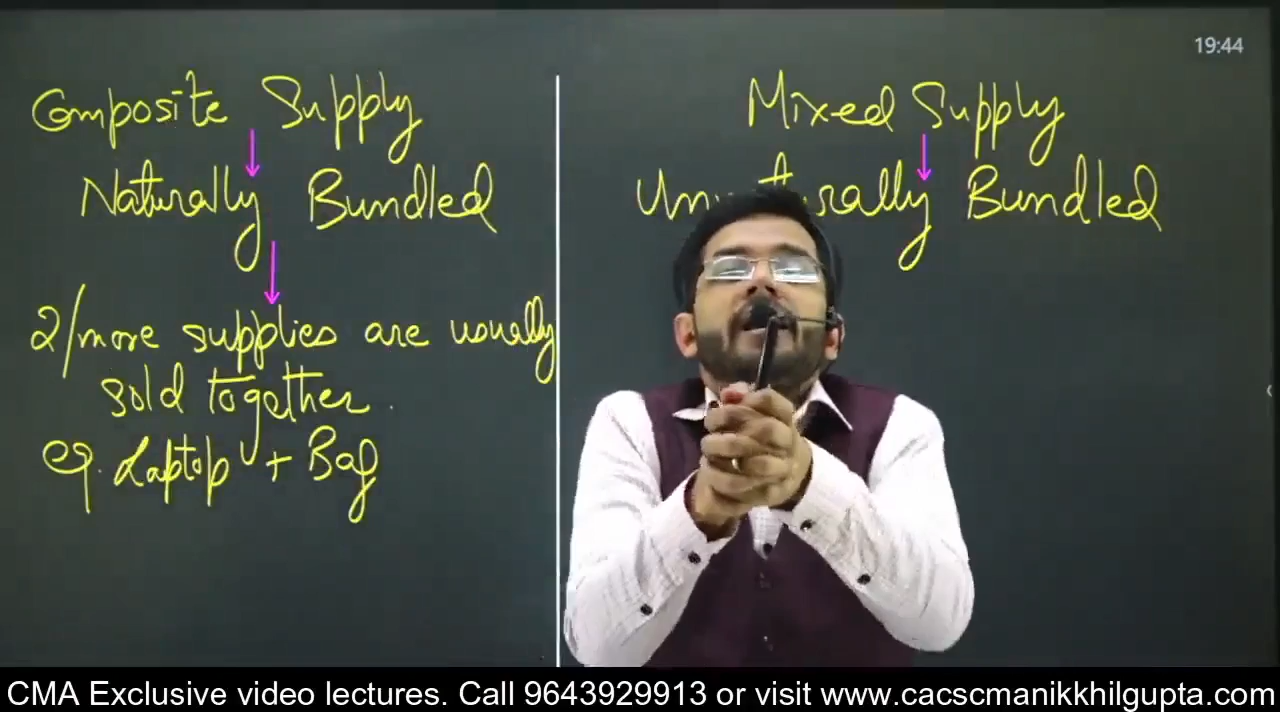 19:44
Composite Supply
Naturally Bundled
2/more supplies are usually
sold together.
eg. Laptop + Bag
Mixed Supply
Bundled
CMA Exclusive video lectures. Call 9643929913 or visit www.cacscmanikkhilgupta.com